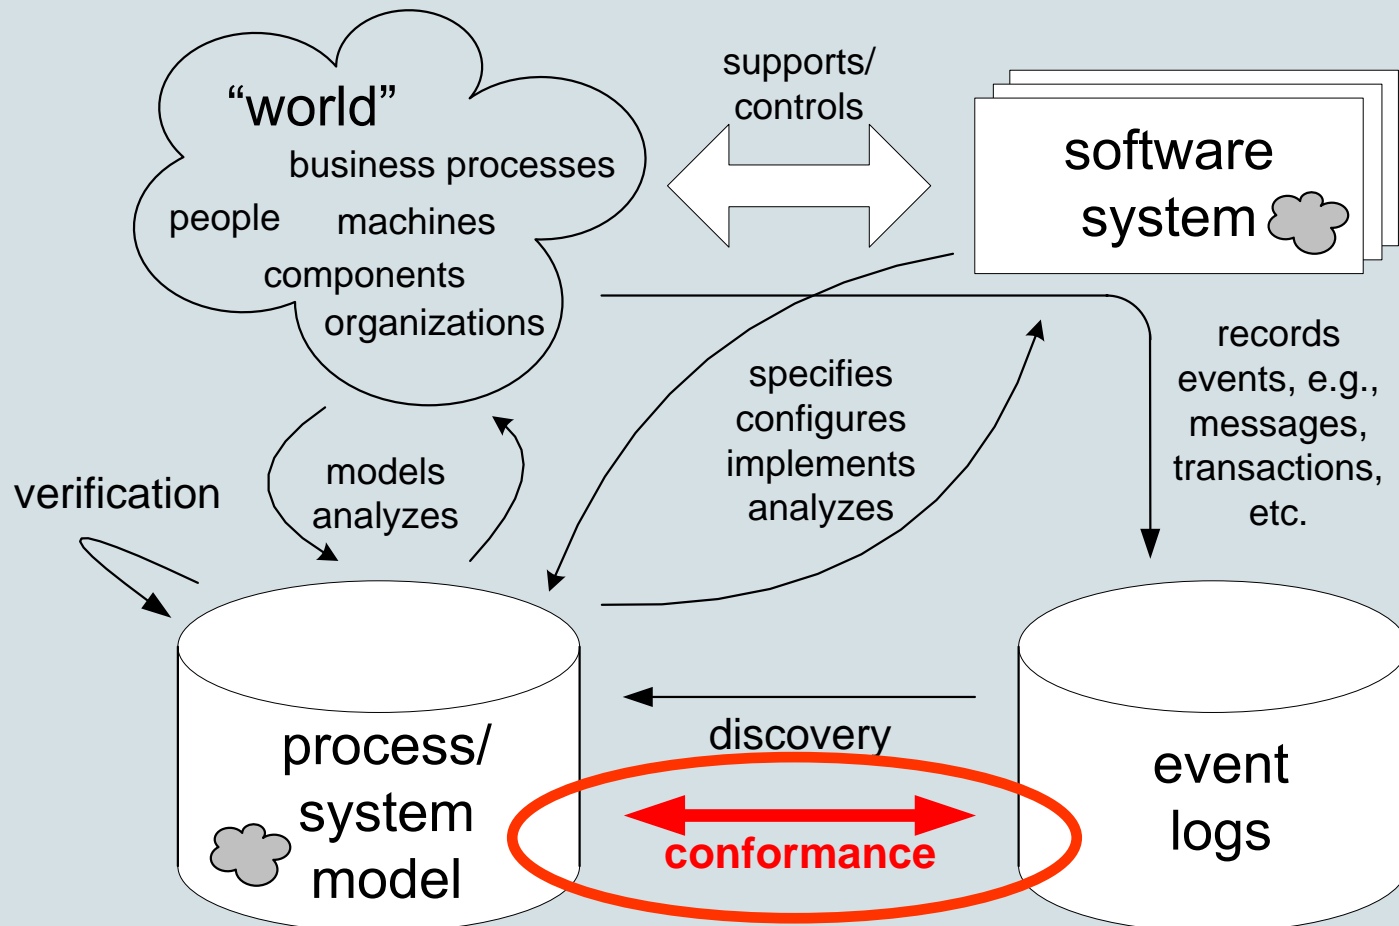 “world”
business processes
people
machines
components
organizations
supports/
controls
software
system
records
events, e.g.,
messages,
transactions,
etc.
specifies
configures
implements
analyzes
models
analyzes
verification
discovery
conformance
process/
system
model
event
logs